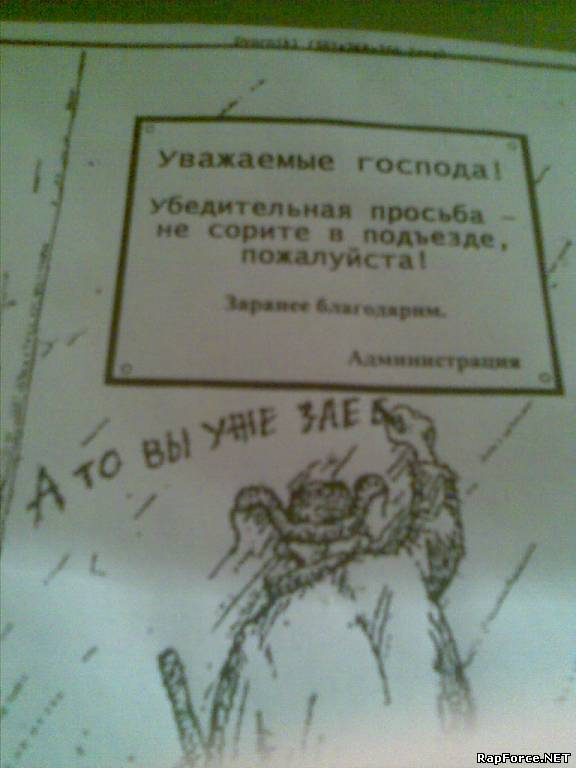 Уважаемые господа!
Убедительная просьба –
не сорите в подъезде,
пожалуйста!
Заранее благодарим.
Администрация
А ТО ВЫ УЖЕ ЗАЕБ
RapForce.NET